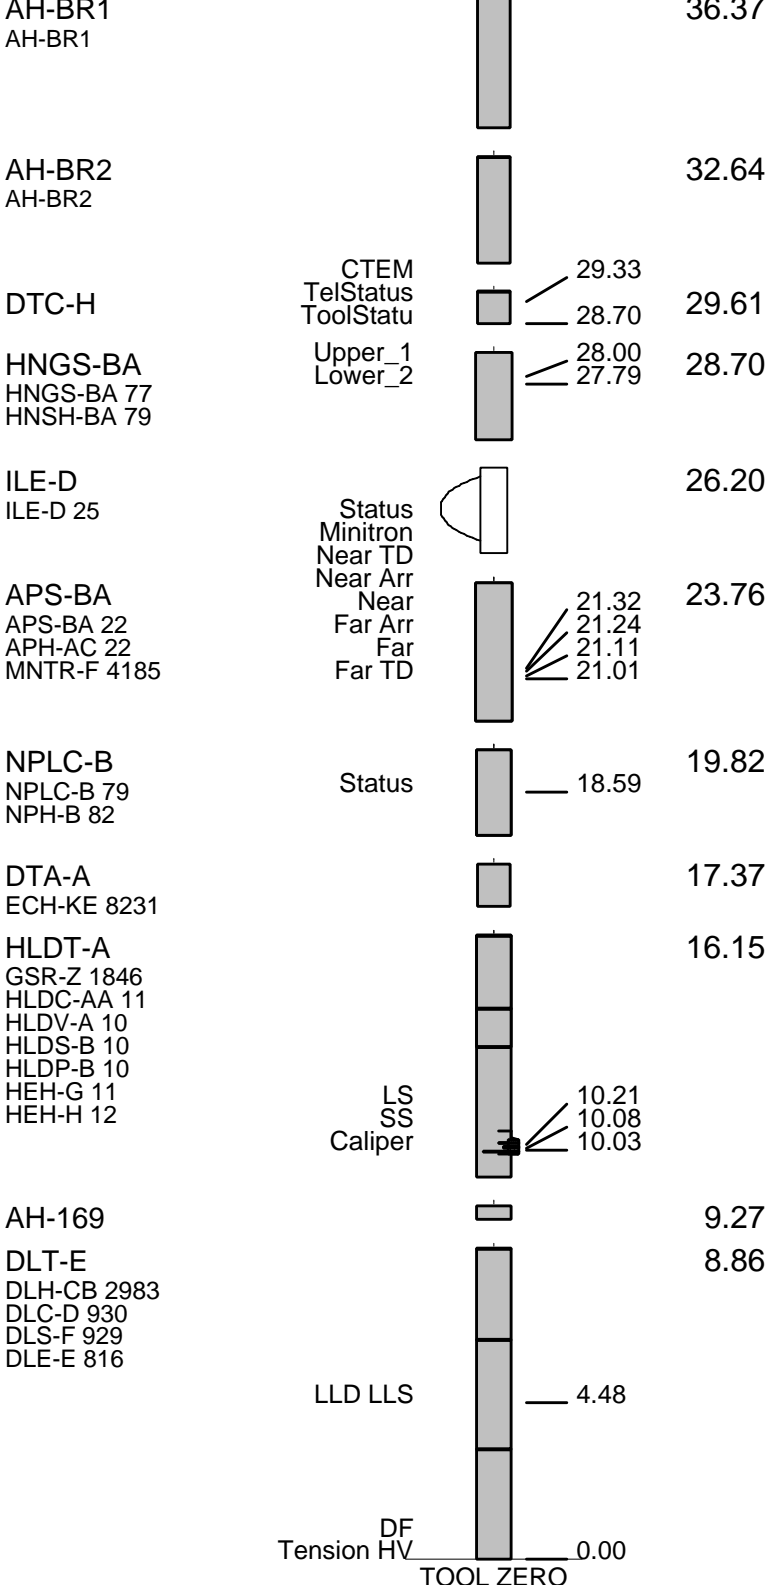 AH-BR1 36.37
AH-BR1
AH-BR2 32.64
AH-BR2
CTEM 29.33
TelStatus
DTC-H ToolStatu 28.70 29.61
Upper_1 28.00
HNGS-BA Lower_2 27.79 28.70
HNGS-BA 77
HNSH-BA 79
ILE-D 26.20
ILE-D 25 Status
Minitron
Near TD
Near Arr
APS-BA Near 21.32 23.76
APS-BA 22 Far Arr 21.24
APH-AC 22 Far 21.11
MNTR-F 4185 Far TD 21.01
NPLC-B 19.82
NPLC-B 79 Status 18.59
NPH-B 82
DTA-A 17.37
ECH-KE 8231
HLDT-A 16.15
GSR-Z 1846
HLDC-AA 11
HLDV-A 10
HLDS-B 10
HLDP-B 10
HEH-G 11 LS 10.21
HEH-H 12 SS 10.08
Caliper 10.03
AH-169 9.27
DLT-E 8.86
DLH-CB 2983
DLC-D 930
DLS-F 929
DLE-E 816
LLD LLS 4.48
DF
Tension HV 0.00
TOOL ZERO